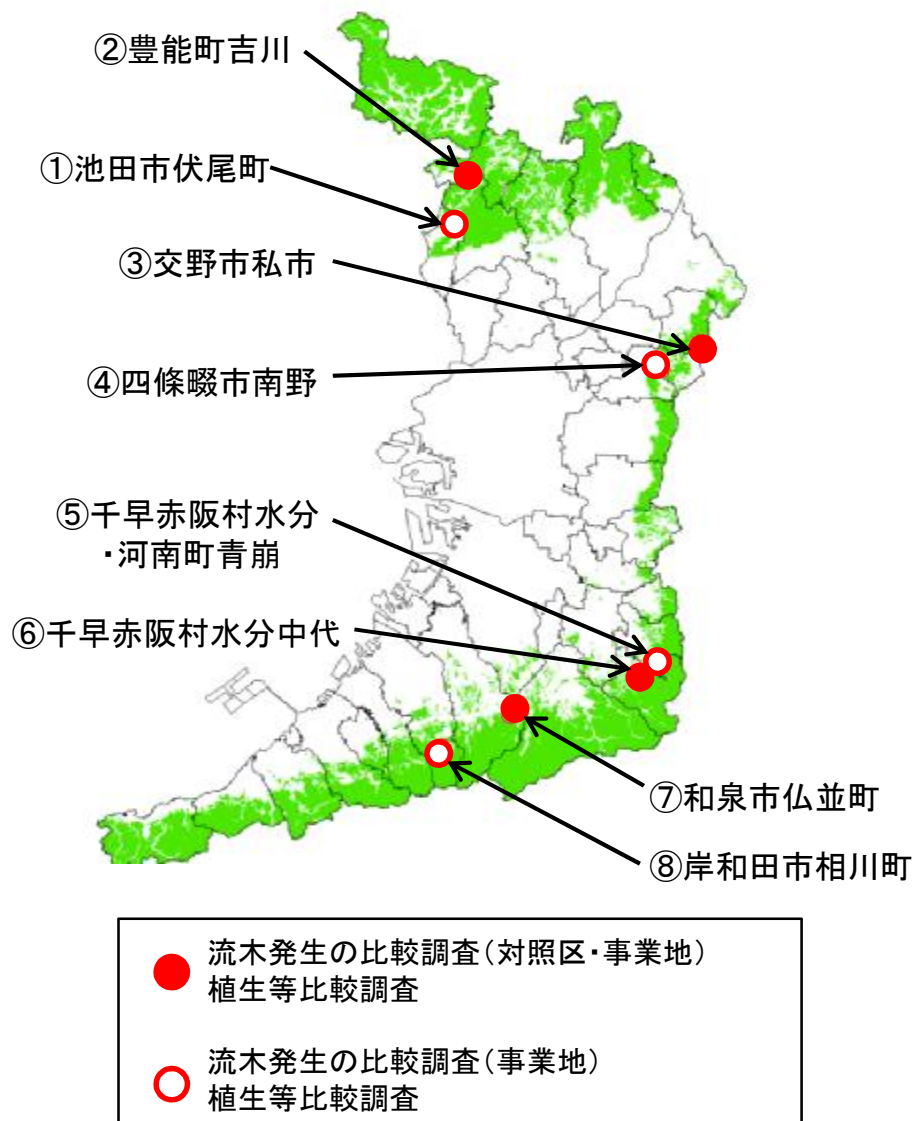 ②豊能町吉川
①池田市伏尾町
③交野市私市
④四條畷市南野
⑤千早赤阪村水分
・河南町青崩
⑥千早赤阪村水分中代
⑦和泉市仏並町
⑧岸和田市相川町
流木発生の比較調査(対照区・事業地)
植生等比較調査
流木発生の比較調査(事業地)
植生等比較調査